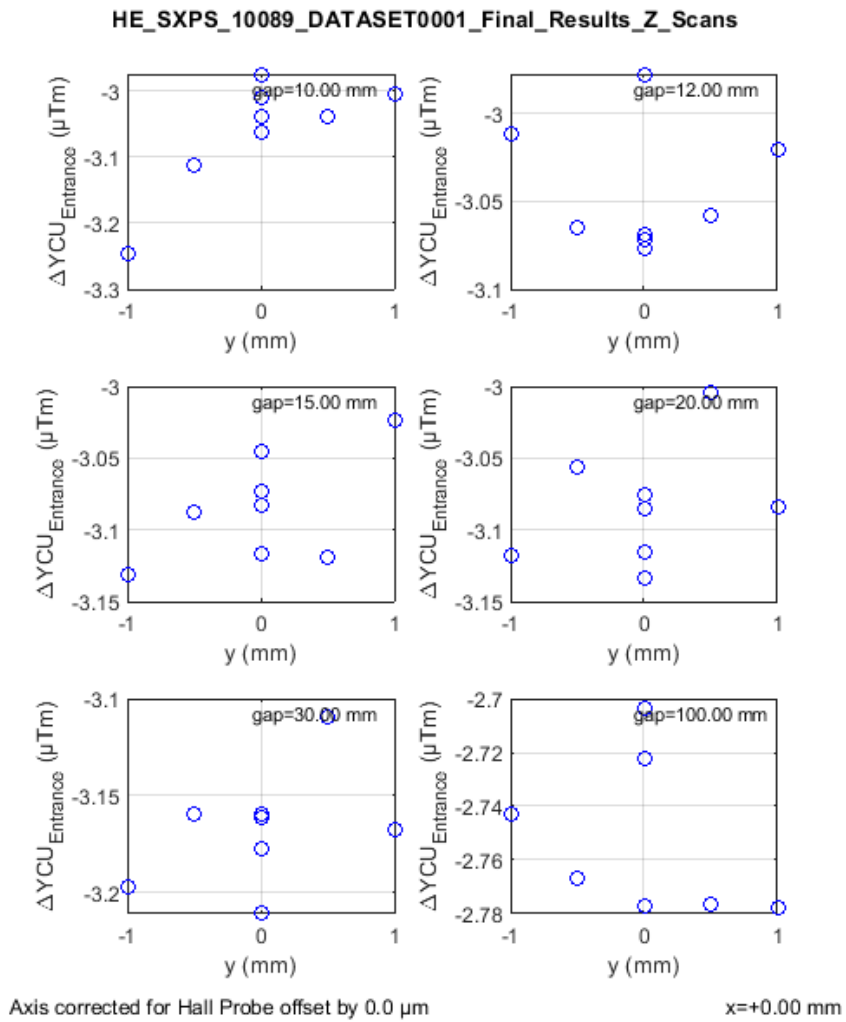 HE_SXPS_10089_DATASET0001_Final_Results_Z_Scans
gap=10.00 mm
ΔYCU_Entrance (µTm)
-3
-3.1
-3.2
-3.3
-1
0
1
y (mm)
gap=12.00 mm
ΔYCU_Entrance (µTm)
-3
-3.05
-3.1
-1
0
1
y (mm)
gap=15.00 mm
ΔYCU_Entrance (µTm)
-3
-3.05
-3.1
-3.15
-1
0
1
y (mm)
gap=20.00 mm
ΔYCU_Entrance (µTm)
-3
-3.05
-3.1
-3.15
-1
0
1
y (mm)
gap=30.00 mm
ΔYCU_Entrance (µTm)
-3.1
-3.15
-3.2
-1
0
1
y (mm)
gap=100.00 mm
ΔYCU_Entrance (µTm)
-2.7
-2.72
-2.74
-2.76
-2.78
-1
0
1
y (mm)
Axis corrected for Hall Probe offset by 0.0 µm
x=+0.00 mm